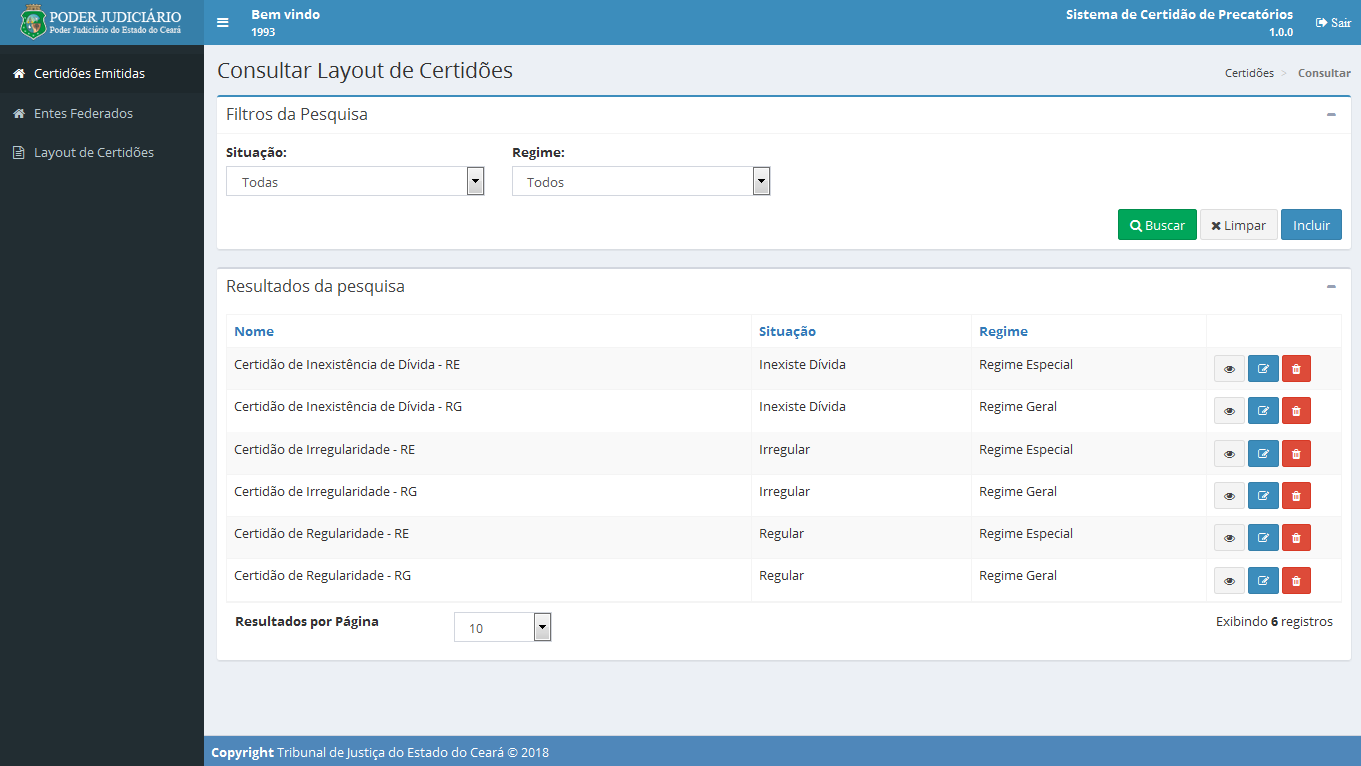 PODER JUDICIÁRIO
Poder Judiciário do Estado do Ceará
Bem vindo
1993
Sistema de Certidão de Precatórios
1.0.0
Sair
Certidões Emitidas
Entes Federados
Layout de Certidões
Consultar Layout de Certidões
Certidões > Consultar
Filtros da Pesquisa
Situação: Regime:
Todas Todos
Buscar Limpar Incluir
Resultados da pesquisa
Nome Situação Regime
Certidão de Inexistência de Dívida - RE Inexiste Dívida Regime Especial
Certidão de Inexistência de Dívida - RG Inexiste Dívida Regime Geral
Certidão de Irregularidade - RE Irregular Regime Especial
Certidão de Irregularidade - RG Irregular Regime Geral
Certidão de Regularidade - RE Regular Regime Especial
Certidão de Regularidade - RG Regular Regime Geral
Resultados por Página 10 Exibindo 6 registros
Copyright Tribunal de Justiça do Estado do Ceará © 2018